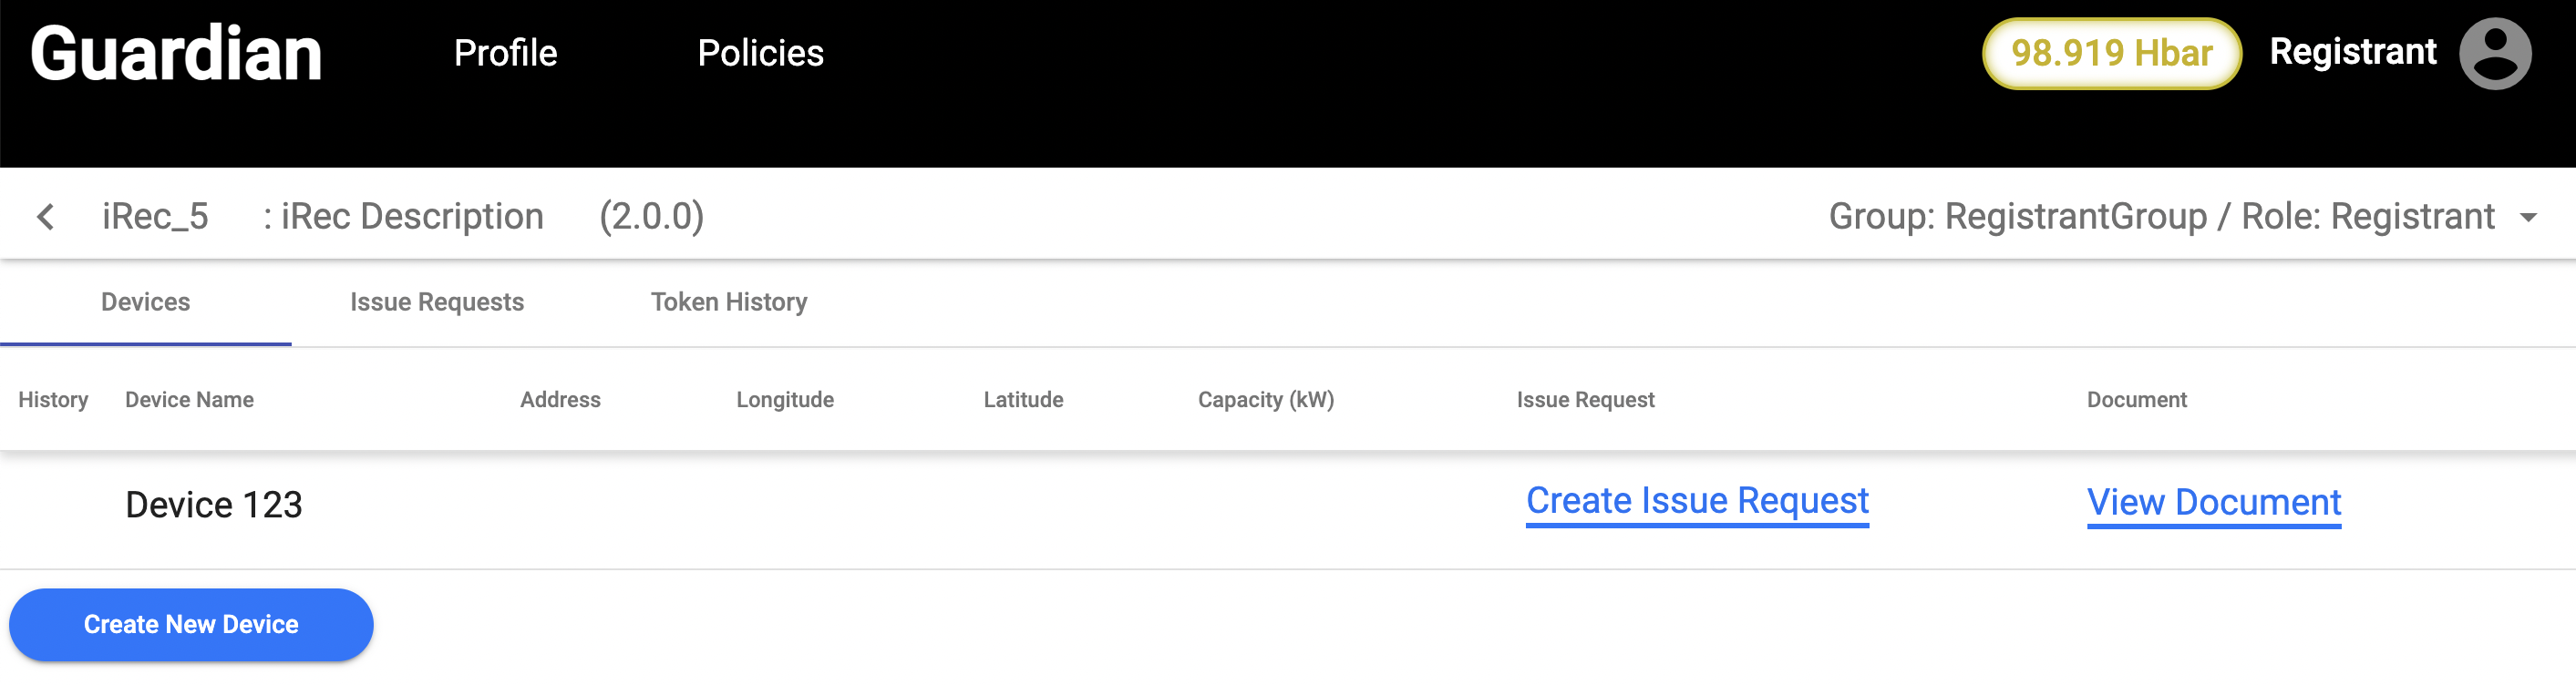 Guardian Profile Policies 98.919 Hbar Registrant
iRec_5 : iRec Description (2.0.0) Group: RegistrantGroup / Role: Registrant
Devices Issue Requests Token History
History Device Name Address Longitude Latitude Capacity (kW) Issue Request Document
Device 123 Create Issue Request View Document
Create New Device